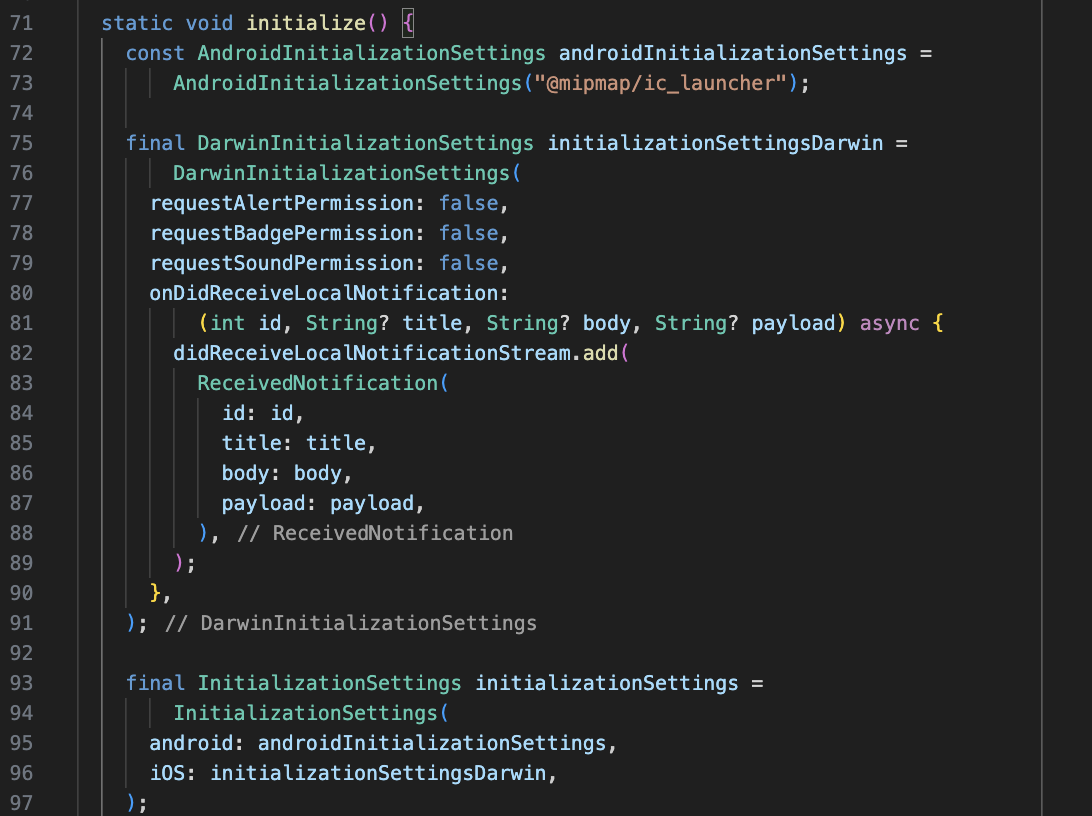 71 static void initialize() {
72 const AndroidInitializationSettings androidInitializationSettings =
73 AndroidInitializationSettings("@mipmap/ic_launcher");
74
75 final DarwinInitializationSettings initializationSettingsDarwin =
76 DarwinInitializationSettings(
77 requestAlertPermission: false,
78 requestBadgePermission: false,
79 requestSoundPermission: false,
80 onDidReceiveLocalNotification:
81 (int id, String? title, String? body, String? payload) async {
82 didReceiveLocalNotificationStream.add(
83 ReceivedNotification(
84 id: id,
85 title: title,
86 body: body,
87 payload: payload,
88 ), // ReceivedNotification
89 );
90 },
91 ); // DarwinInitializationSettings
92
93 final InitializationSettings initializationSettings =
94 InitializationSettings(
95 android: androidInitializationSettings,
96 iOS: initializationSettingsDarwin,
97 );